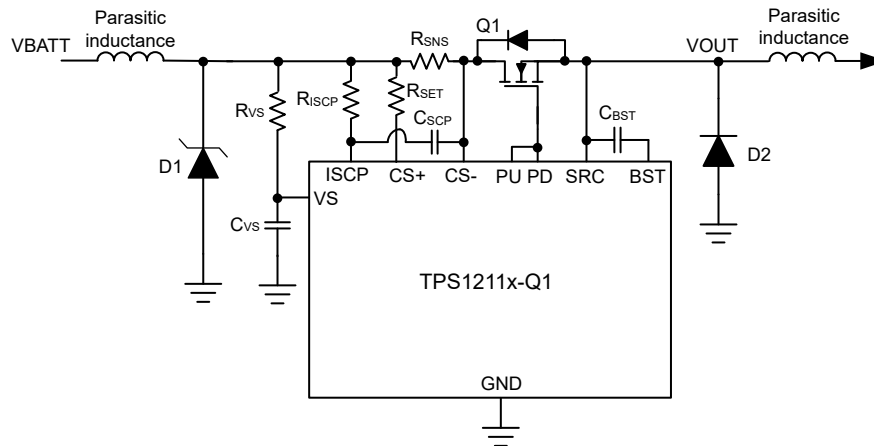 Parasitic
inductance
VBATT
Q1
RSNS
VOUT
Parasitic
inductance
RVS
RISCP
RSET
CSCP
CBST
D1
D2
ISCP
CS+
CS-
PU
PD
SRC
BST
VS
CVS
TPS1211x-Q1
GND